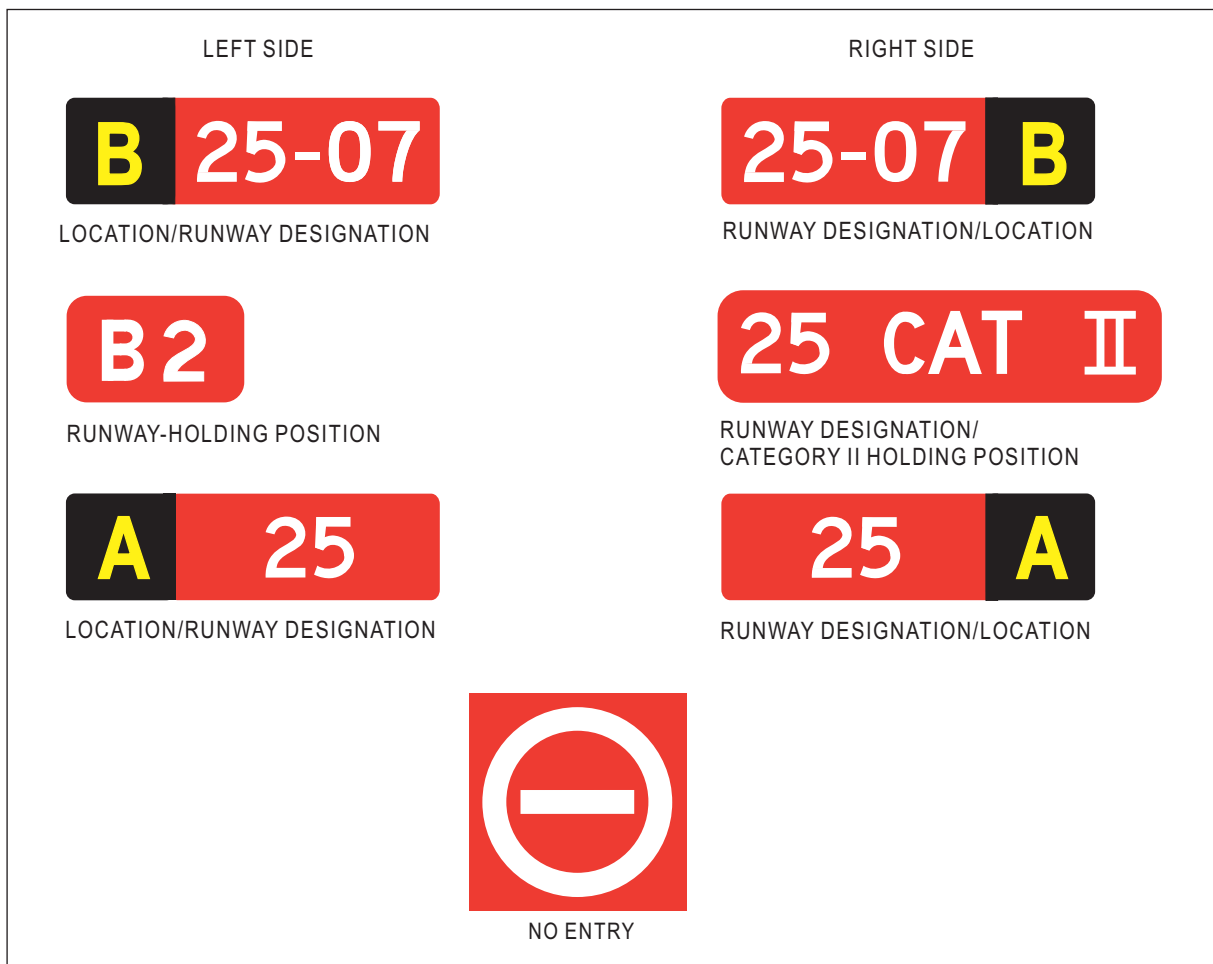 LEFT SIDE
RIGHT SIDE
B 25-07
25-07 B
LOCATION/RUNWAY DESIGNATION
RUNWAY DESIGNATION/LOCATION
B 2
25 CAT II
RUNWAY-HOLDING POSITION
RUNWAY DESIGNATION/
CATEGORY II HOLDING POSITION
A 25
25 A
LOCATION/RUNWAY DESIGNATION
RUNWAY DESIGNATION/LOCATION
NO ENTRY